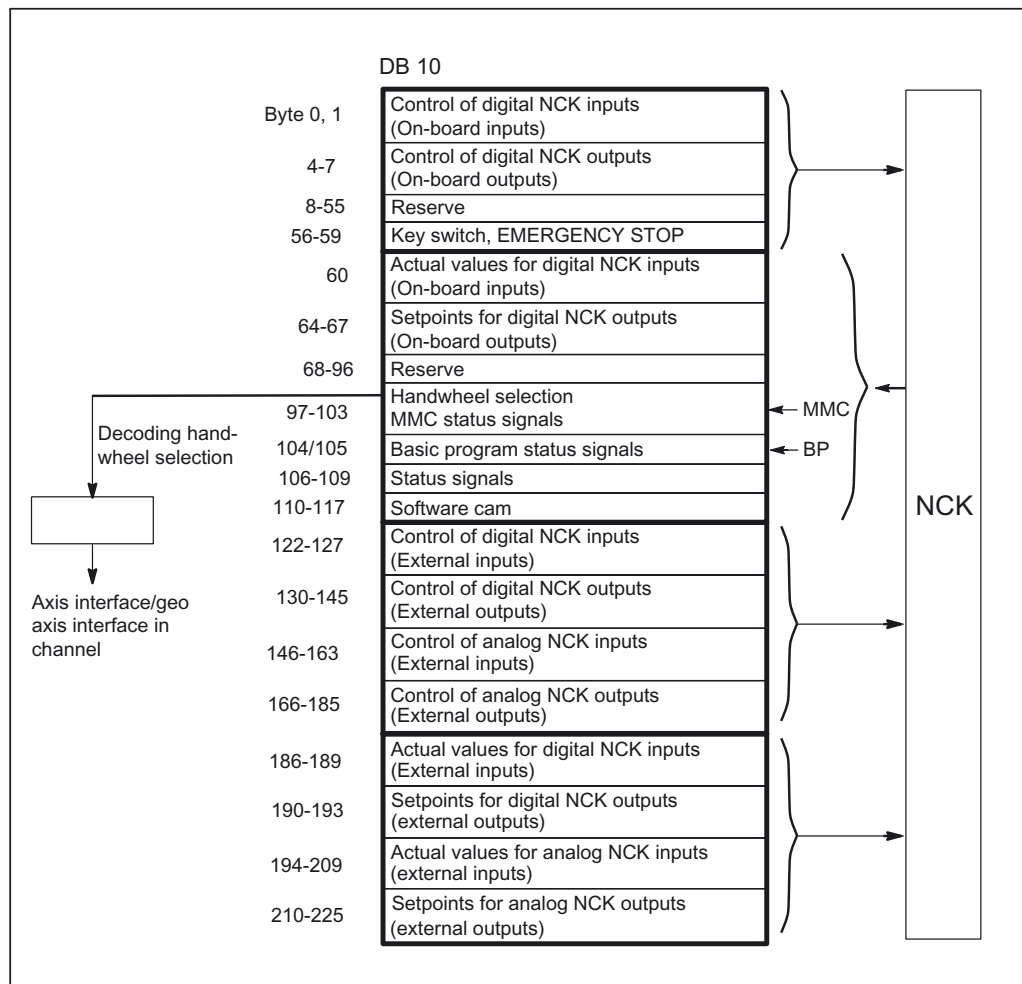 DB 10
Byte 0, 1
Control of digital NCK inputs
(On-board inputs)
4-7
Control of digital NCK outputs
(On-board outputs)
8-55
Reserve
56-59
Key switch, EMERGENCY STOP
60
Actual values for digital NCK inputs
(On-board inputs)
64-67
Setpoints for digital NCK outputs
(On-board outputs)
68-96
Reserve
97-103
Handwheel selection
MMC status signals
MMC
Decoding hand-
wheel selection
104/105
Basic program status signals
BP
106-109
Status signals
110-117
Software cam
NCK
122-127
Control of digital NCK inputs
(External inputs)
130-145
Control of digital NCK outputs
(External outputs)
Axis interface/geo
axis interface in
channel
146-163
Control of analog NCK inputs
(External inputs)
166-185
Control of analog NCK outputs
(External outputs)
186-189
Actual values for digital NCK inputs
(External inputs)
190-193
Setpoints for digital NCK outputs
(external outputs)
194-209
Actual values for analog NCK inputs
(external inputs)
210-225
Setpoints for analog NCK outputs
(external outputs)